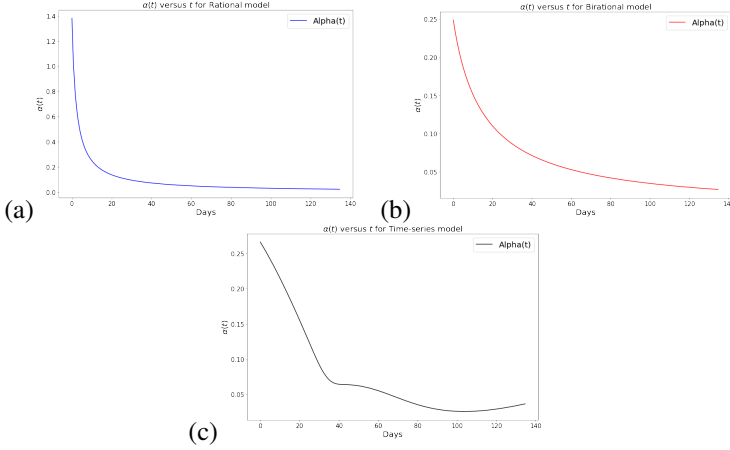 α(t) versus t for Rational model
Alpha(t)
1.4
1.2
1.0
0.8
0.6
0.4
0.2
0.0
α(t)
0 20 40 60 80 100 120 140
Days
(a)
α(t) versus t for Birational model
Alpha(t)
0.25
0.20
0.15
0.10
0.05
α(t)
0 20 40 60 80 100 120 140
Days
(b)
α(t) versus t for Time-series model
Alpha(t)
0.25
0.20
0.15
0.10
0.05
α(t)
0 20 40 60 80 100 120 140
Days
(c)